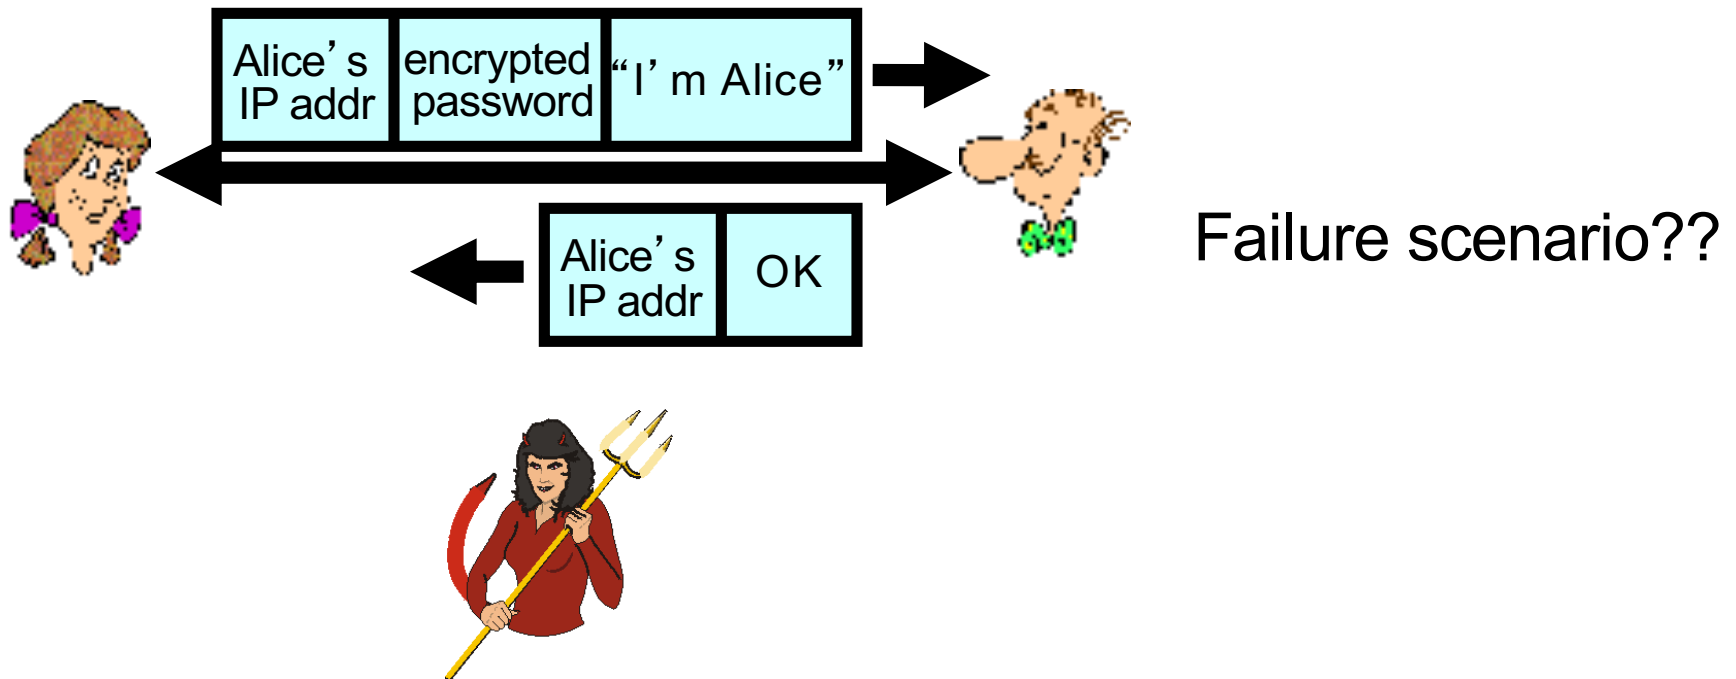 Alice’s
IP addr
encrypted
password
“I’m Alice”
Failure scenario??
Alice’s
IP addr
OK